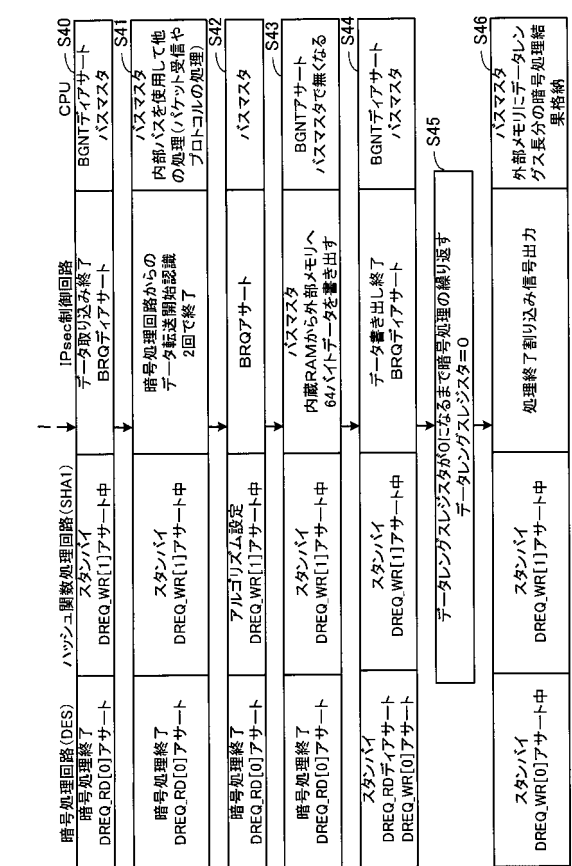 暗号処理回路(DES)
ハッシュ関数処理回路(SHA1)
IPsec制御回路
CPU
S40
暗号処理終了
DREQ_RD[0]アサート
スタンバイ
DREQ_WR[1]アサート中
データ取り込み終了
BRQディアサート
BGNTディアサート
バスマスタ
S41
暗号処理終了
DREQ_RD[0]アサート
スタンバイ
DREQ_WR[1]アサート中
暗号処理回路からの
データ転送開始認識
2回で終了
バスマスタ
内部バスを使用して他
の処理(パケット受信や
プロトコルの処理)
S42
暗号処理終了
DREQ_RD[0]アサート
アルゴリズム設定
DREQ_WR[1]アサート中
BRQアサート
バスマスタ
S43
暗号処理終了
DREQ_RD[0]アサート
スタンバイ
DREQ_WR[1]アサート中
バスマスタ
内蔵RAMから外部メモリへ
64バイトデータを書き出す
BGNTアサート
バスマスタで無くなる
S44
スタンバイ
DREQ_RDディアサート
DREQ_WR[0]アサート
スタンバイ
DREQ_WR[1]アサート中
データ書き出し終了
BRQディアサート
BGNTディアサート
バスマスタ
S45
データレングスレジスタが0になるまで暗号処理の繰り返す
データレングスレジスタ=0
S46
スタンバイ
DREQ_WR[0]アサート中
スタンバイ
DREQ_WR[1]アサート中
処理終了割り込み信号出力
バスマスタ
外部メモリにデータレン
グス長分の暗号処理結
果格納